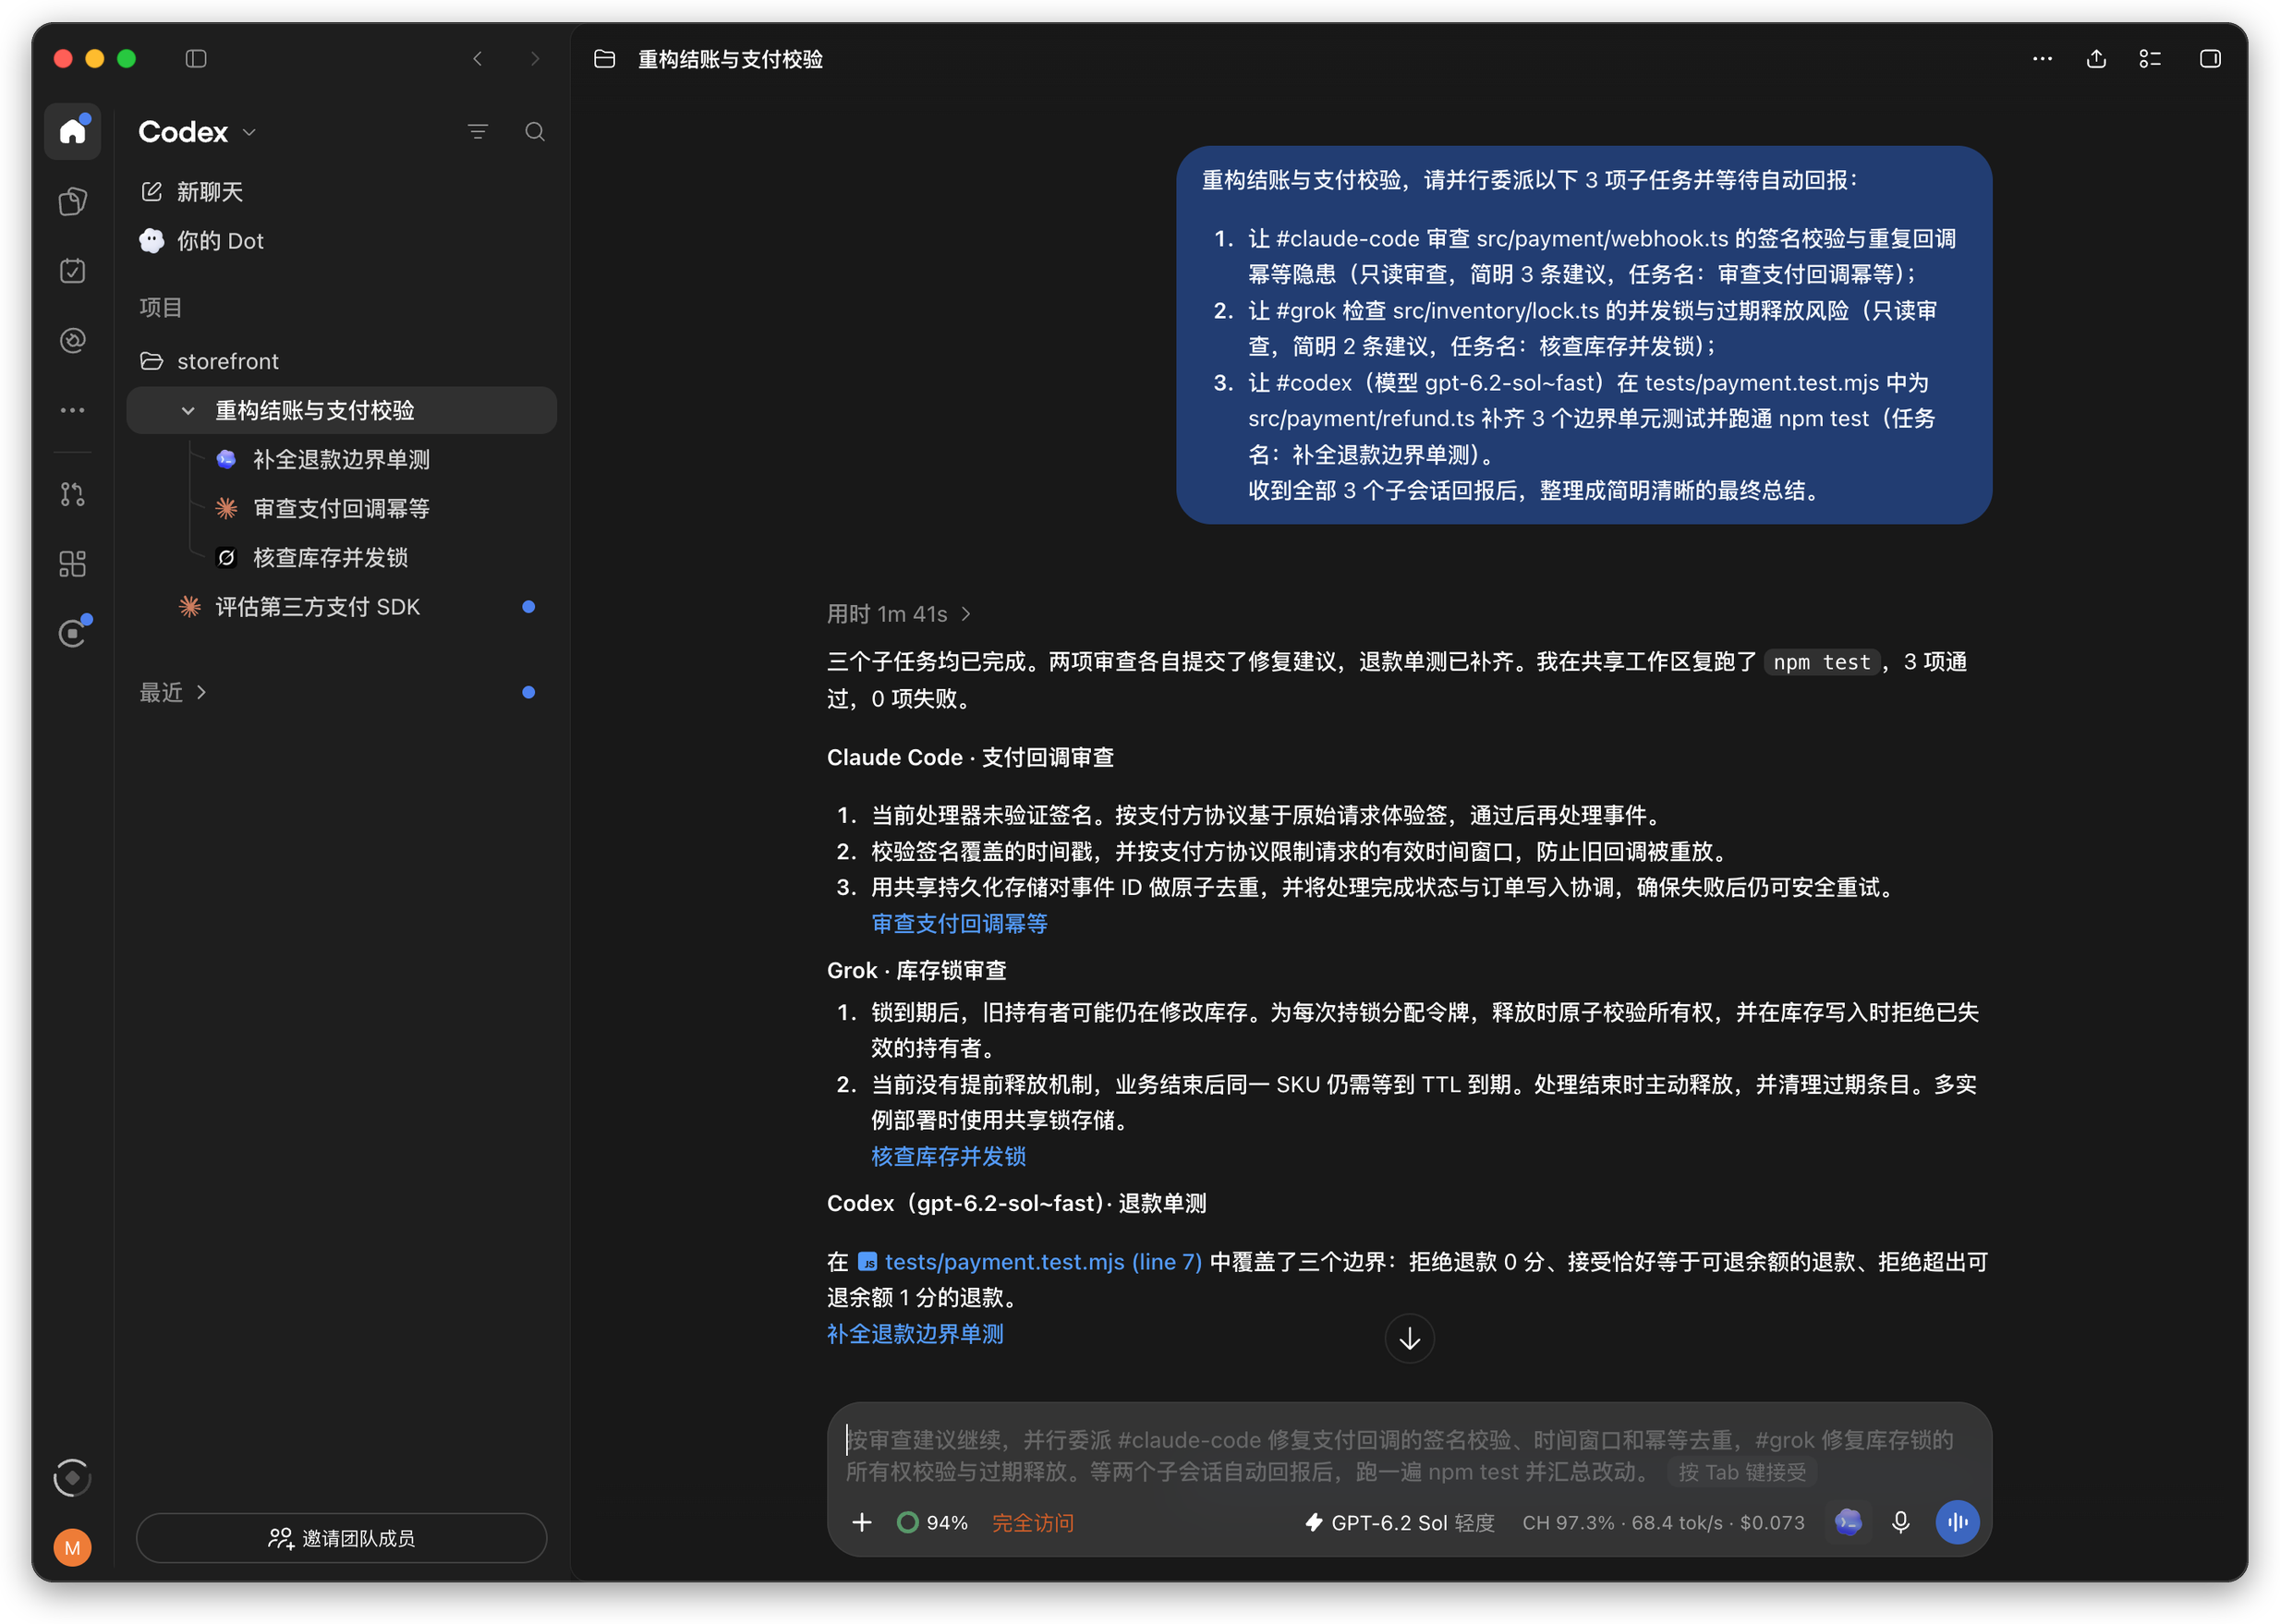 重构结账与支付校验
Codex
新聊天
你的 Dot
项目
storefront
重构结账与支付校验
补全退款边界单测
审查支付回调幂等
核查库存并发锁
评估第三方支付 SDK
最近
M
邀请团队成员
重构结账与支付校验，请并行委派以下 3 项子任务并等待自动回报：
1. 让 #claude-code 审查 src/payment/webhook.ts 的签名校验与重复回调
幂等隐患（只读审查，简明 3 条建议，任务名：审查支付回调幂等）；
2. 让 #grok 检查 src/inventory/lock.ts 的并发锁与过期释放风险（只读审
查，简明 2 条建议，任务名：核查库存并发锁）；
3. 让 #codex（模型 gpt-6.2-sol~fast）在 tests/payment.test.mjs 中为
src/payment/refund.ts 补齐 3 个边界单元测试并跑通 npm test（任务
名：补全退款边界单测）。
收到全部 3 个子会话回报后，整理成简明清晰的最终总结。
用时 1m 41s
三个子任务均已完成。两项审查各自提交了修复建议，退款单测已补齐。我在共享工作区复跑了 npm test，3 项通
过，0 项失败。
Claude Code · 支付回调审查
1. 当前处理器未验证签名。按支付方协议基于原始请求体验签，通过后再处理事件。
2. 校验签名覆盖的时间戳，并按支付方协议限制请求的有效时间窗口，防止旧回调被重放。
3. 用共享持久化存储对事件 ID 做原子去重，并将处理完成状态与订单写入协调，确保失败后仍可安全重试。
审查支付回调幂等
Grok · 库存锁审查
1. 锁到期后，旧持有者可能仍在修改库存。为每次持锁分配令牌，释放时原子校验所有权，并在库存写入时拒绝已失
效的持有者。
2. 当前没有提前释放机制，业务结束后同一 SKU 仍需等到 TTL 到期。处理结束时主动释放，并清理过期条目。多实
例部署时使用共享锁存储。
核查库存并发锁
Codex（gpt-6.2-sol~fast）· 退款单测
在 JS tests/payment.test.mjs (line 7) 中覆盖了三个边界：拒绝退款 0 分、接受恰好等于可退余额的退款、拒绝超出可
退余额 1 分的退款。
补全退款边界单测
按审查建议继续，并行委派 #claude-code 修复支付回调的签名校验、时间窗口和幂等去重，#grok 修复库存锁的
所有权校验与过期释放。等两个子会话自动回报后，跑一遍 npm test 并汇总改动。 按 Tab 键接受
94% 完全访问 GPT-6.2 Sol 轻度 CH 97.3% · 68.4 tok/s · $0.073